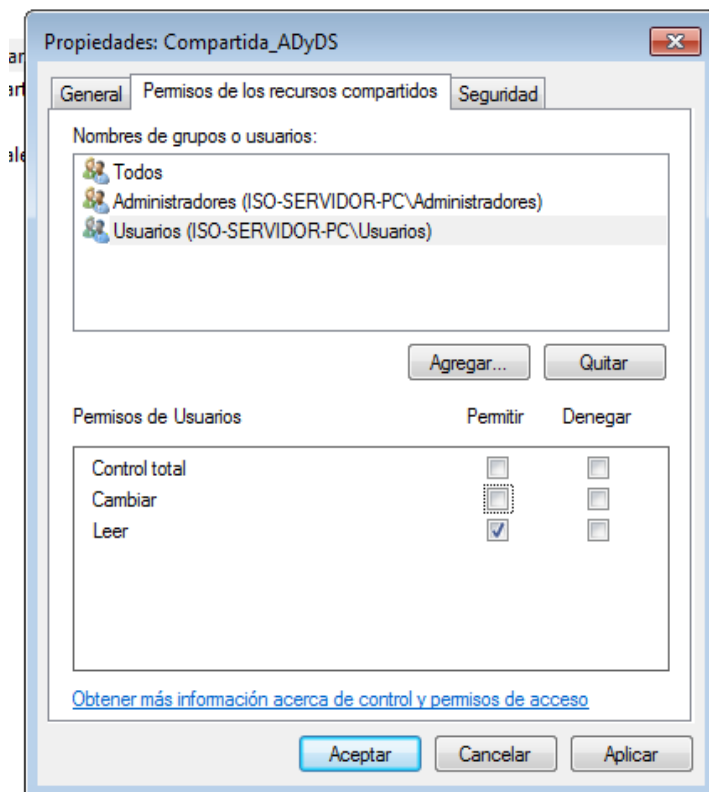 Propiedades: Compartida_ADyDS
General Permisos de los recursos compartidos Seguridad
Nombres de grupos o usuarios:
Todos
Administradores (ISO-SERVIDOR-PC\Administradores)
Usuarios (ISO-SERVIDOR-PC\Usuarios)
Agregar... Quitar
Permisos de Usuarios Permitir Denegar
Control total
Cambiar
Leer
Obtener más información acerca de control y permisos de acceso
Aceptar Cancelar Aplicar